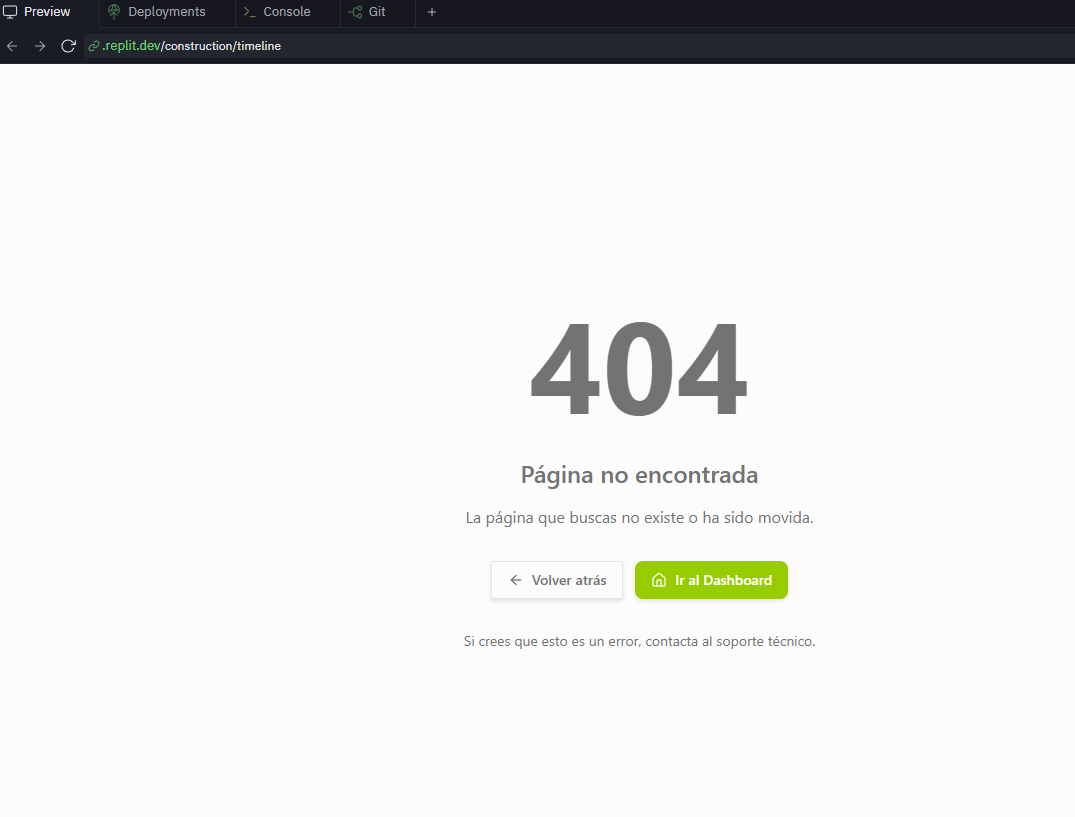 Preview Deployments Console Git
.replit.dev/construction/timeline
404
Página no encontrada
La página que buscas no existe o ha sido movida.
Volver atrás Ir al Dashboard
Si crees que esto es un error, contacta al soporte técnico.